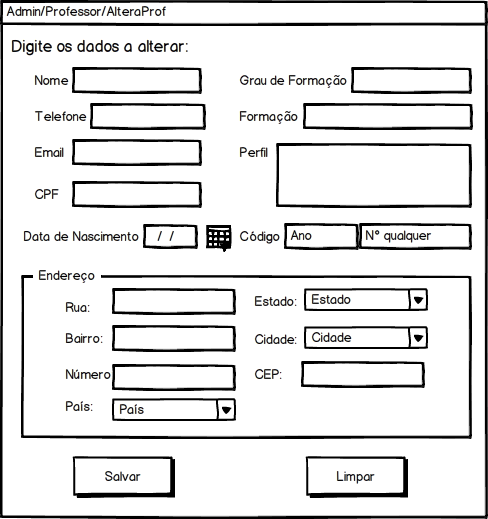 Admin/Professor/AlteraProf
Digite os dados a alterar:
Nome
Grau de Formação
Telefone
Formação
Email
Perfil
CPF
Data de Nascimento / /
Código Ano Nº qualquer
Endereço
Rua:
Estado: Estado
Bairro:
Cidade: Cidade
Número
CEP:
País: País
Salvar
Limpar